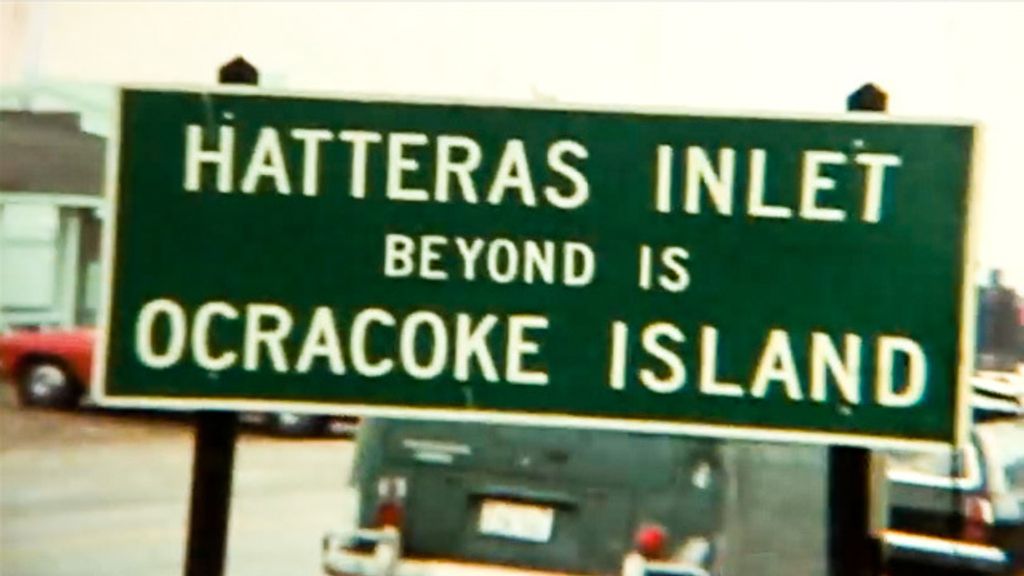 HATTERAS INLET
BEYOND IS
OCRACOKE ISLAND